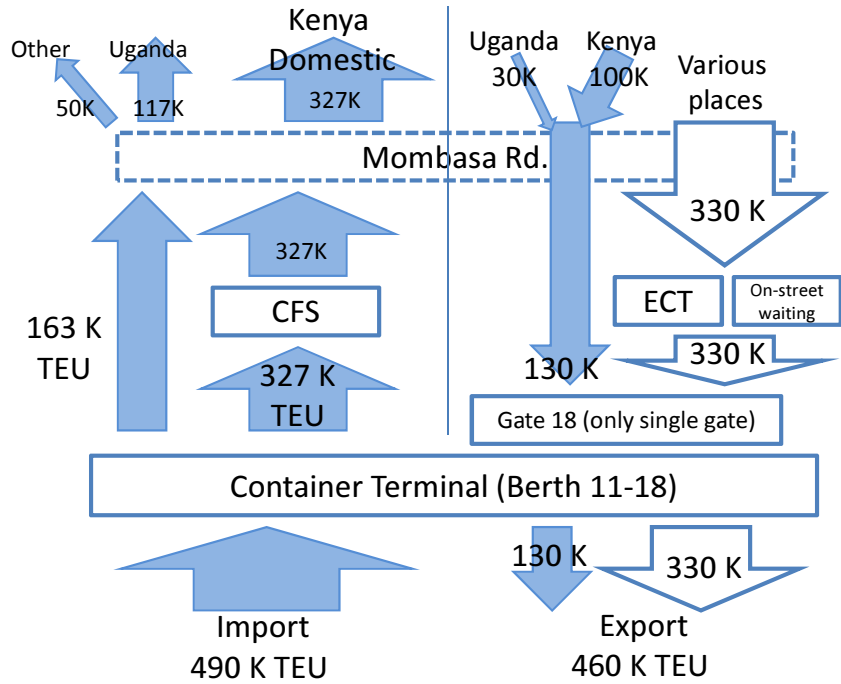 Other
Uganda
Kenya
Domestic
50K
117K
327K
Uganda
30K
Kenya
100K
Various
places
Mombasa Rd.
330 K
327K
CFS
163 K
TEU
327 K
TEU
ECT
On-street
waiting
130 K
330 K
Gate 18 (only single gate)
Container Terminal (Berth 11-18)
130 K
330 K
Import
490 K TEU
Export
460 K TEU